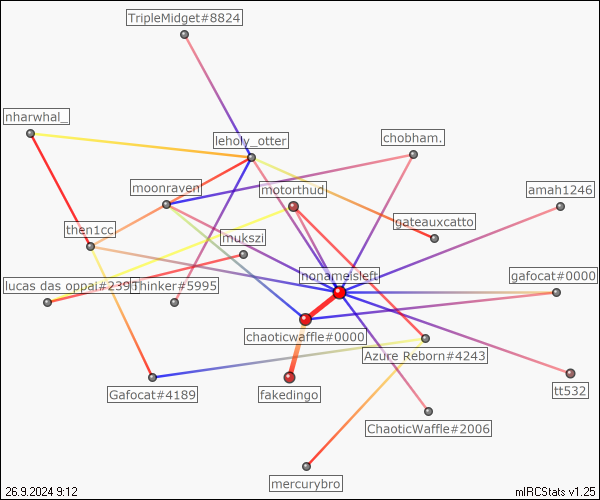 TripleMidget#8824
nharwhal_
leholy_otter
chobham.
moonraven
motorthud
amah1246
then1cc
mukszi
gateauxcatto
nonameisleft
gafocat#0000
lucas das oppai#2391
Thinker#5995
chaoticwaffle#0000
Azure Reborn#4243
Gafocat#4189
fakedingo
tt532
ChaoticWaffle#2006
mercurybro
26.9.2024 9:12
mIRCStats v1.25